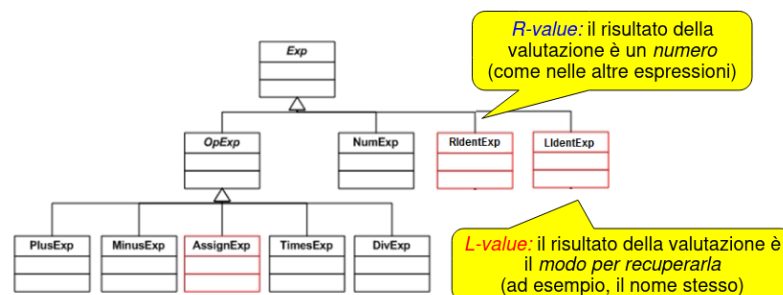 R-value: il risultato della
valutazione è un numero
(come nelle altre espressioni)
Exp
OpExp
NumExp
RIdentExp
LIdentExp
PlusExp
MinusExp
AssignExp
TimesExp
DivExp
L-value: il risultato della valutazione è
il modo per recuperarla
(ad esempio, il nome stesso)